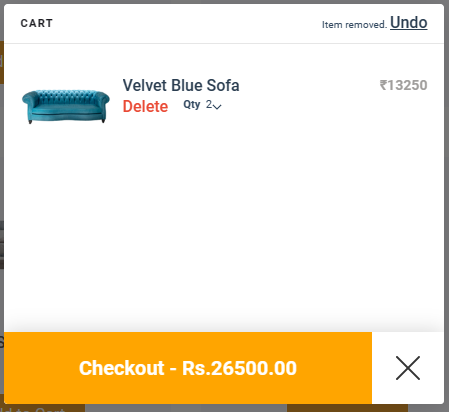 CART
Item removed. Undo
Velvet Blue Sofa
₹13250
Delete Qty 2
Checkout - Rs.26500.00